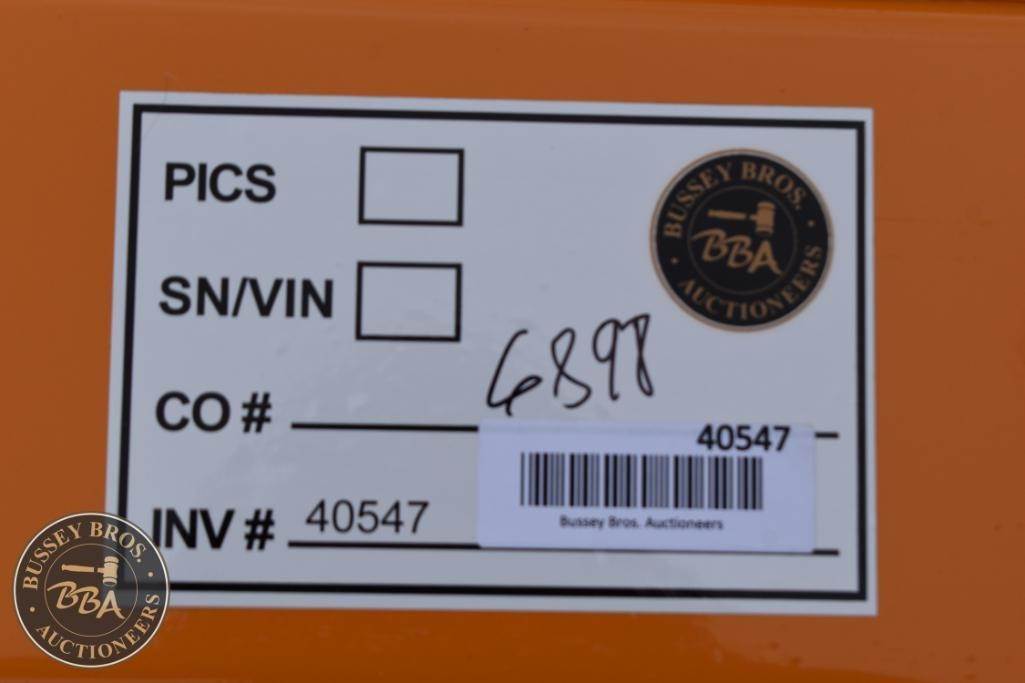 PICS
BUSSEY BROS.
BBA
AUCTIONEERS
SN/VIN
6898
CO #
40547
INV # 40547
Bussey Bros. Auctioneers
BUSSEY BROS.
BBA
AUCTIONEERS